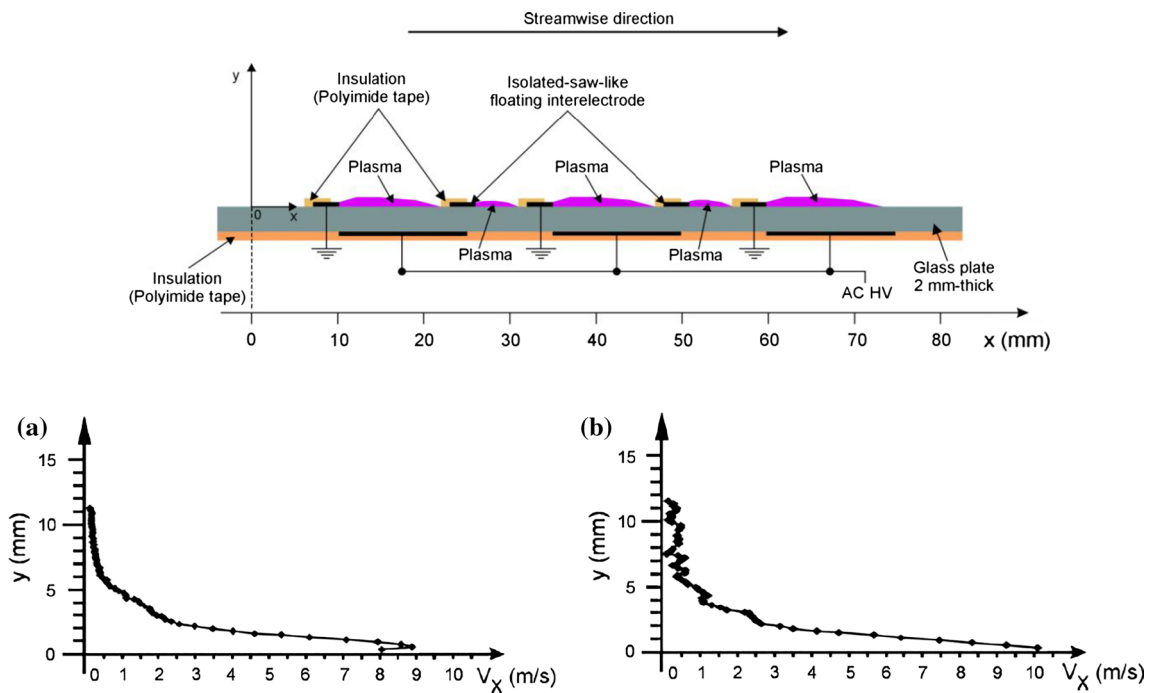 Streamwise direction
y
Insulation
(Polyimide tape)
Isolated-saw-like
floating interelectrode
Plasma
Plasma
Plasma
0
x
Plasma
Plasma
Insulation
(Polyimide tape)
Glass plate
2 mm-thick
AC HV
0 10 20 30 40 50 60 70 80 x (mm)
(a)
15
10
5
0
y (mm)
0 1 2 3 4 5 6 7 8 9 10 VX (m/s)
(b)
15
10
5
0
y (mm)
0 1 2 3 4 5 6 7 8 9 10 VX (m/s)